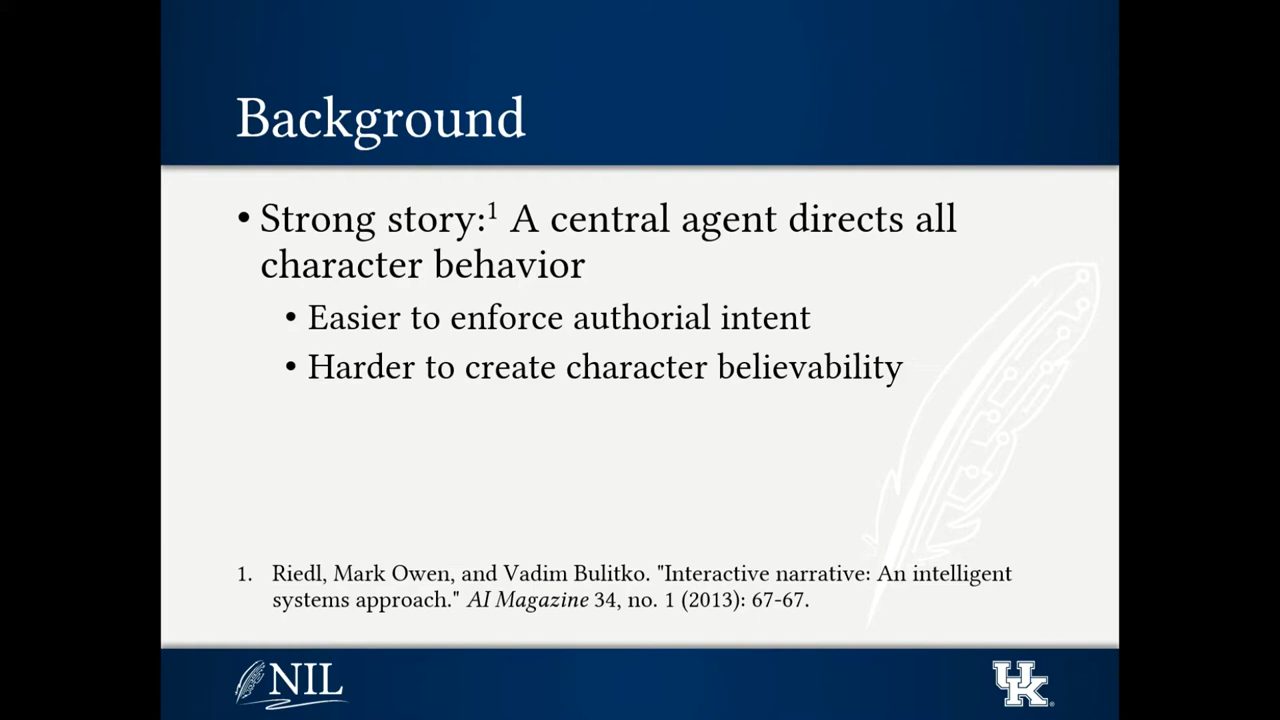 Background
• Strong story:¹ A central agent directs all
character behavior
• Easier to enforce authorial intent
• Harder to create character believability
1. Riedl, Mark Owen, and Vadim Bulitko. "Interactive narrative: An intelligent
systems approach." AI Magazine 34, no. 1 (2013): 67-67.
NIL
UK